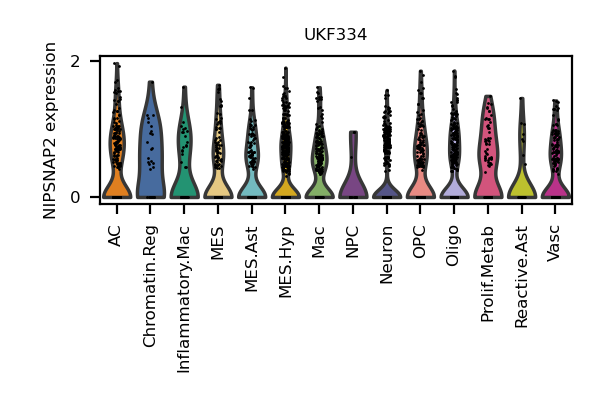 UKF334
NIPSNAP2 expression
2
0
AC
Chromatin.Reg
Inflammatory.Mac
MES
MES.Ast
MES.Hyp
Mac
NPC
Neuron
OPC
Oligo
Prolif.Metab
Reactive.Ast
Vasc